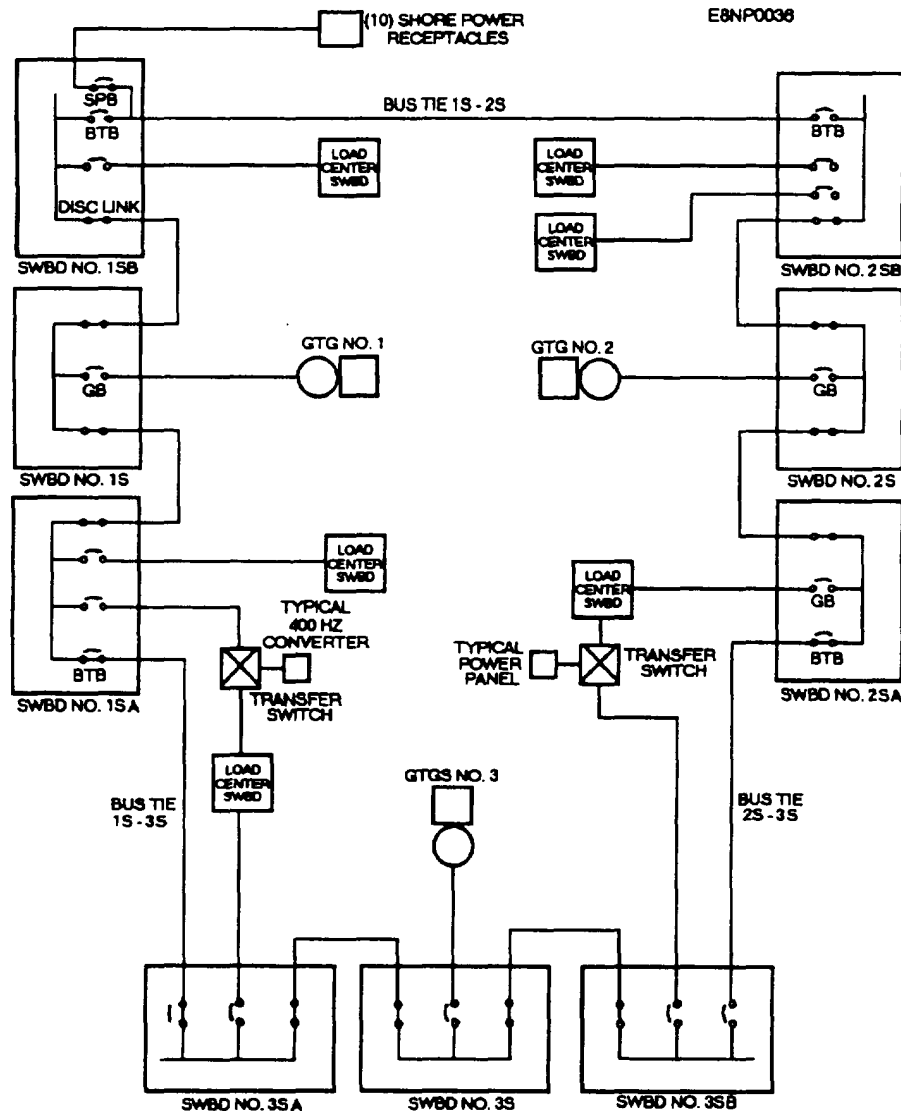 (10) SHORE POWER
RECEPTACLES
E8NP0036
SPB
BUS TIE 1S - 2S
BTB
BTB
LOAD
CENTER
SWBD
LOAD
CENTER
SWBD
DISC LINK
LOAD
CENTER
SWBD
SWBD NO. 1SB
SWBD NO. 2SB
GTG NO. 1
GTG NO. 2
GB
GB
SWBD NO. 1S
SWBD NO. 2S
LOAD
CENTER
SWBD
LOAD
CENTER
SWBD
GB
TYPICAL
400 HZ
CONVERTER
TYPICAL
POWER
PANEL
TRANSFER
SWITCH
BTB
BTB
SWBD NO. 1SA
TRANSFER
SWITCH
SWBD NO. 2SA
LOAD
CENTER
SWBD
GTGS NO. 3
BUS TIE
1S - 3S
BUS TIE
2S - 3S
SWBD NO. 3SA
SWBD NO. 3S
SWBD NO. 3SB